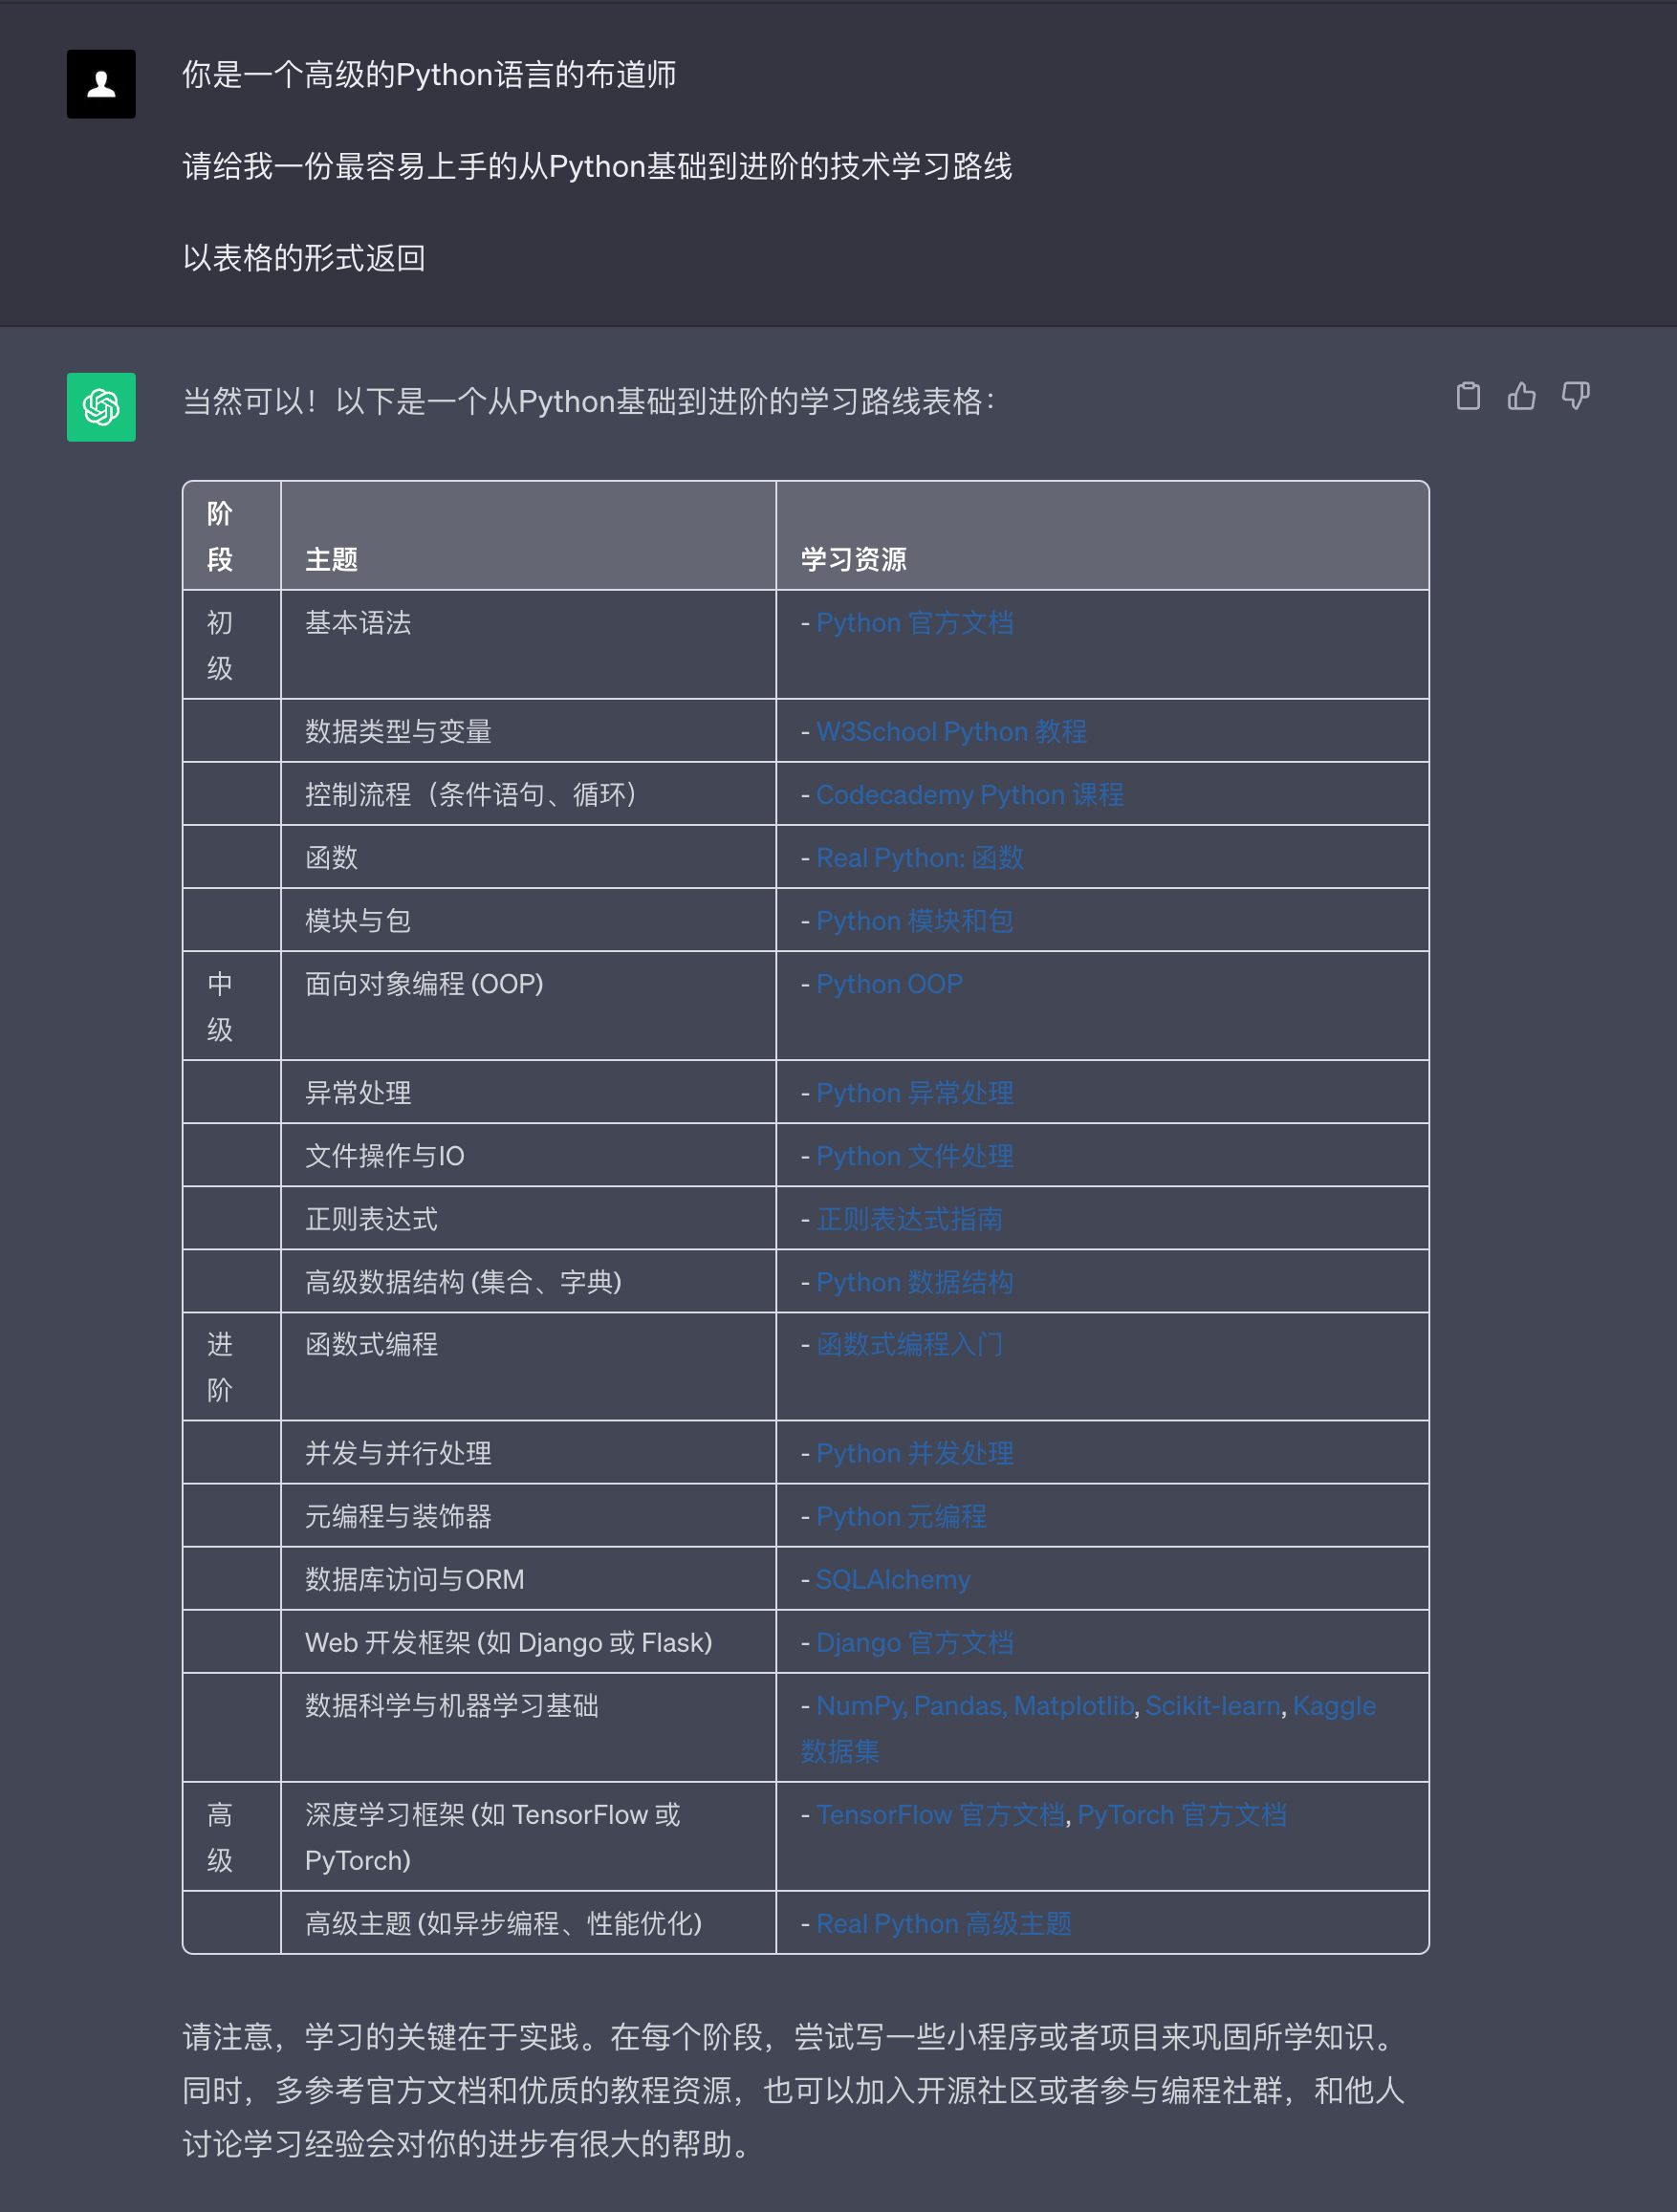 你是一个高级的Python语言的布道师
请给我一份最容易上手的从Python基础到进阶的技术学习路线
以表格的形式返回
当然可以！以下是一个从Python基础到进阶的学习路线表格：
阶
段 主题 学习资源
初 基本语法 - Python 官方文档
级
数据类型与变量 - W3School Python 教程
控制流程（条件语句、循环） - Codecademy Python 课程
函数 - Real Python: 函数
模块与包 - Python 模块和包
中 面向对象编程 (OOP) - Python OOP
级
异常处理 - Python 异常处理
文件操作与IO - Python 文件处理
正则表达式 - 正则表达式指南
高级数据结构 (集合、字典) - Python 数据结构
进 函数式编程 - 函数式编程入门
阶
并发与并行处理 - Python 并发处理
元编程与装饰器 - Python 元编程
数据库访问与ORM - SQLAlchemy
Web 开发框架 (如 Django 或 Flask) - Django 官方文档
数据科学与机器学习基础 - NumPy, Pandas, Matplotlib, Scikit-learn, Kaggle
数据集
高 深度学习框架 (如 TensorFlow 或 - TensorFlow 官方文档, PyTorch 官方文档
级 PyTorch)
高级主题 (如异步编程、性能优化) - Real Python 高级主题
请注意，学习的关键在于实践。在每个阶段，尝试写一些小程序或者项目来巩固所学知识。
同时，多参考官方文档和优质的教程资源，也可以加入开源社区或者参与编程社群，和他人
讨论学习经验会对你的进步有很大的帮助。